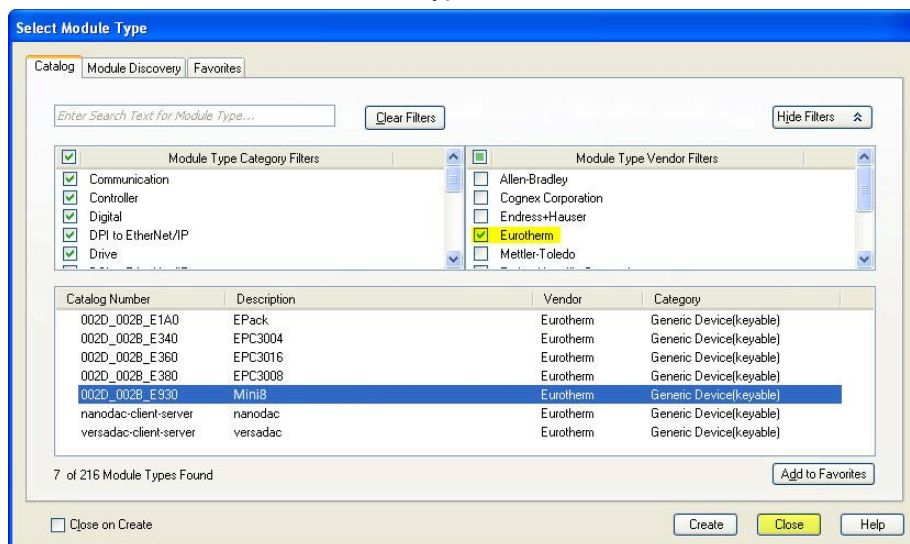 Select Module Type
Catalog Module Discovery Favorites
Enter Search Text for Module Type... Clear Filters Hide Filters
Module Type Category Filters Module Type Vendor Filters
Communication Allen-Bradley
Controller Cognex Corporation
Digital Endress+Hauser
DPI to EtherNet/IP Eurotherm
Drive Mettler-Toledo
Catalog Number Description Vendor Category
002D_002B_E1A0 EPack Eurotherm Generic Device(keyable)
002D_002B_E340 EPC3004 Eurotherm Generic Device(keyable)
002D_002B_E360 EPC3016 Eurotherm Generic Device(keyable)
002D_002B_E380 EPC3008 Eurotherm Generic Device(keyable)
002D_002B_E930 Mini8 Eurotherm Generic Device(keyable)
nanodac-client-server nanodac Eurotherm Generic Device(keyable)
versadac-client-server versadac Eurotherm Generic Device(keyable)
7 of 216 Module Types Found Add to Favorites
Close on Create Create Close Help